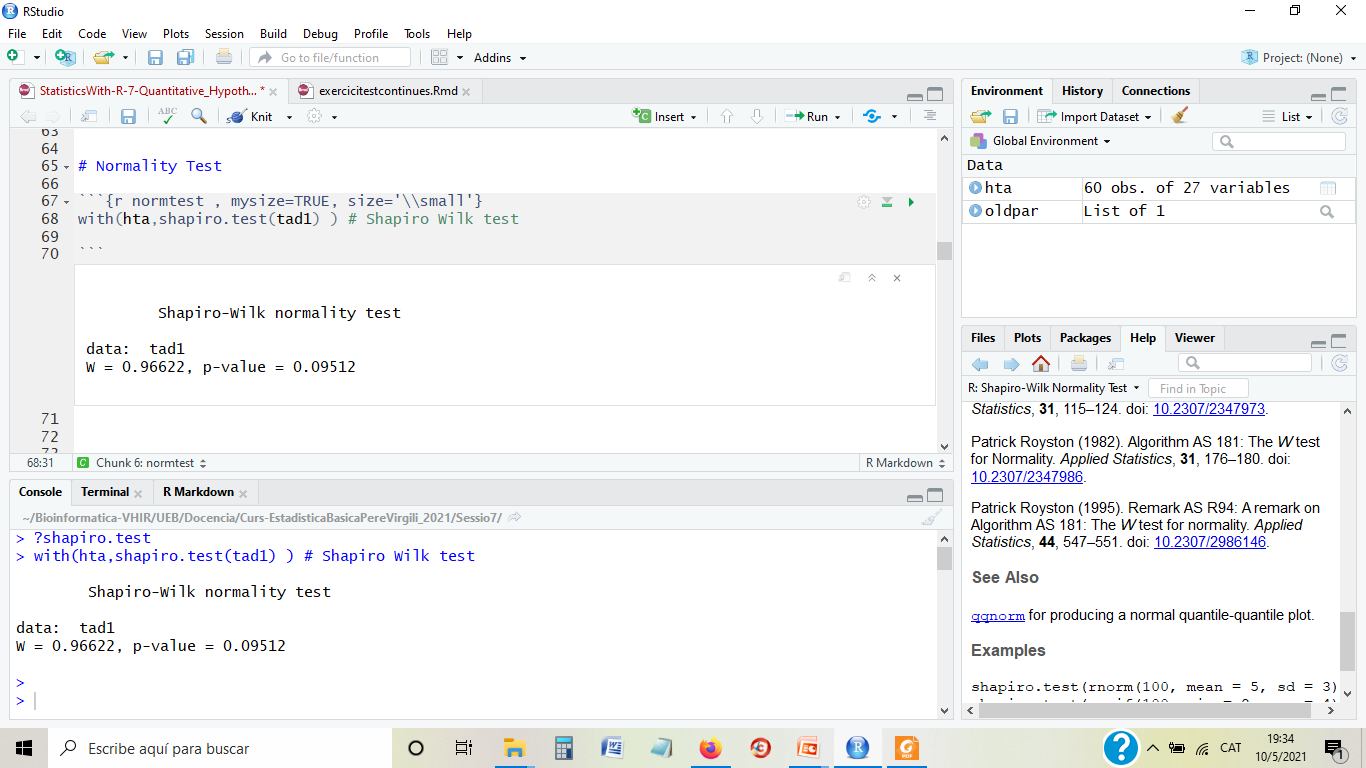 RStudio
File Edit Code View Plots Session Build Debug Profile Tools Help
Go to file/function Addins Project: (None)
StatisticsWith-R-7-Quantitative_Hypoth... * exercicitestcontinues.Rmd
ABC Knit Insert Run
63
64
65 # Normality Test
66
67 ```{r normtest , mysize=TRUE, size='\\small'}
68 with(hta,shapiro.test(tad1) ) # Shapiro Wilk test
69
70 ```
Shapiro-Wilk normality test
data: tad1
W = 0.96622, p-value = 0.09512
71
72
73
68:31 C Chunk 6: normtest R Markdown
Console Terminal R Markdown
~/Bioinformatica-VHIR/UEB/Docencia/Curs-EstadisticaBasicaPereVirgili_2021/Sessio7/
> ?shapiro.test
> with(hta,shapiro.test(tad1) ) # Shapiro Wilk test
Shapiro-Wilk normality test
data: tad1
W = 0.96622, p-value = 0.09512
>
>
Environment History Connections
Import Dataset List
Global Environment
Data
hta 60 obs. of 27 variables
oldpar List of 1
Files Plots Packages Help Viewer
R: Shapiro-Wilk Normality Test Find in Topic
Statistics, 31, 115–124. doi: 10.2307/2347973.
Patrick Royston (1982). Algorithm AS 181: The W test
for Normality. Applied Statistics, 31, 176–180. doi:
10.2307/2347986.
Patrick Royston (1995). Remark AS R94: A remark on
Algorithm AS 181: The W test for normality. Applied
Statistics, 44, 547–551. doi: 10.2307/2986146.
See Also
qqnorm for producing a normal quantile-quantile plot.
Examples
shapiro.test(rnorm(100, mean = 5, sd = 3)
Escribe aquí para buscar
CAT
19:34
10/5/2021
1